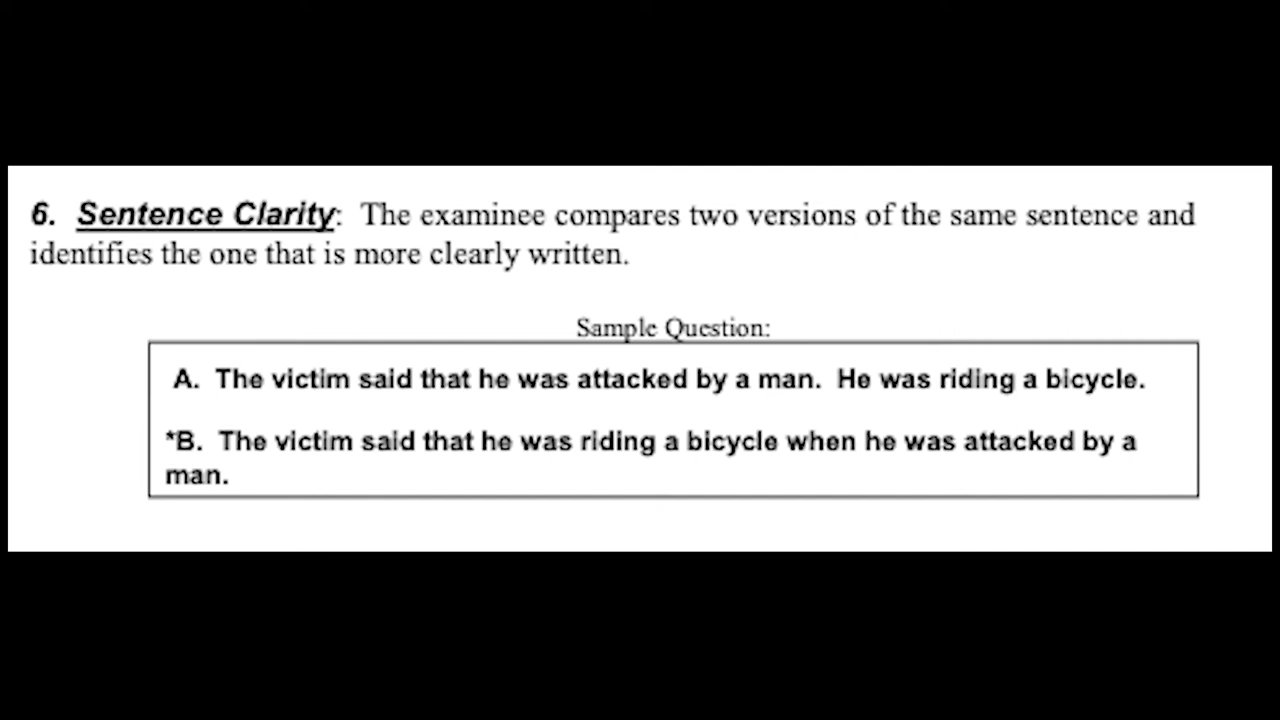 6. Sentence Clarity: The examinee compares two versions of the same sentence and
identifies the one that is more clearly written.
Sample Question:
A. The victim said that he was attacked by a man. He was riding a bicycle.
*B. The victim said that he was riding a bicycle when he was attacked by a
man.